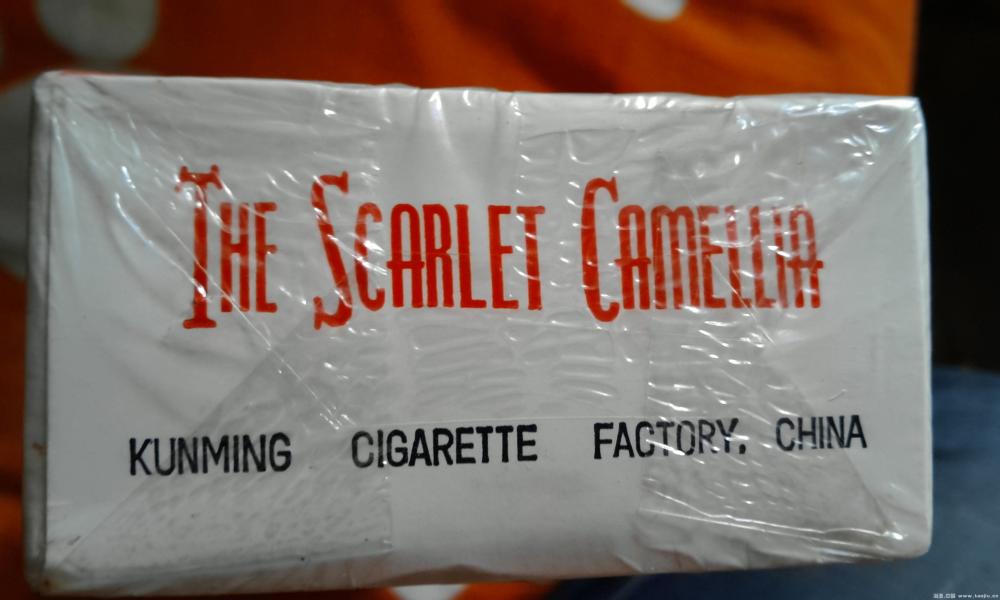 THE SCARLET CAMELLIA
KUNMING CIGARETTE FACTORY, CHINA